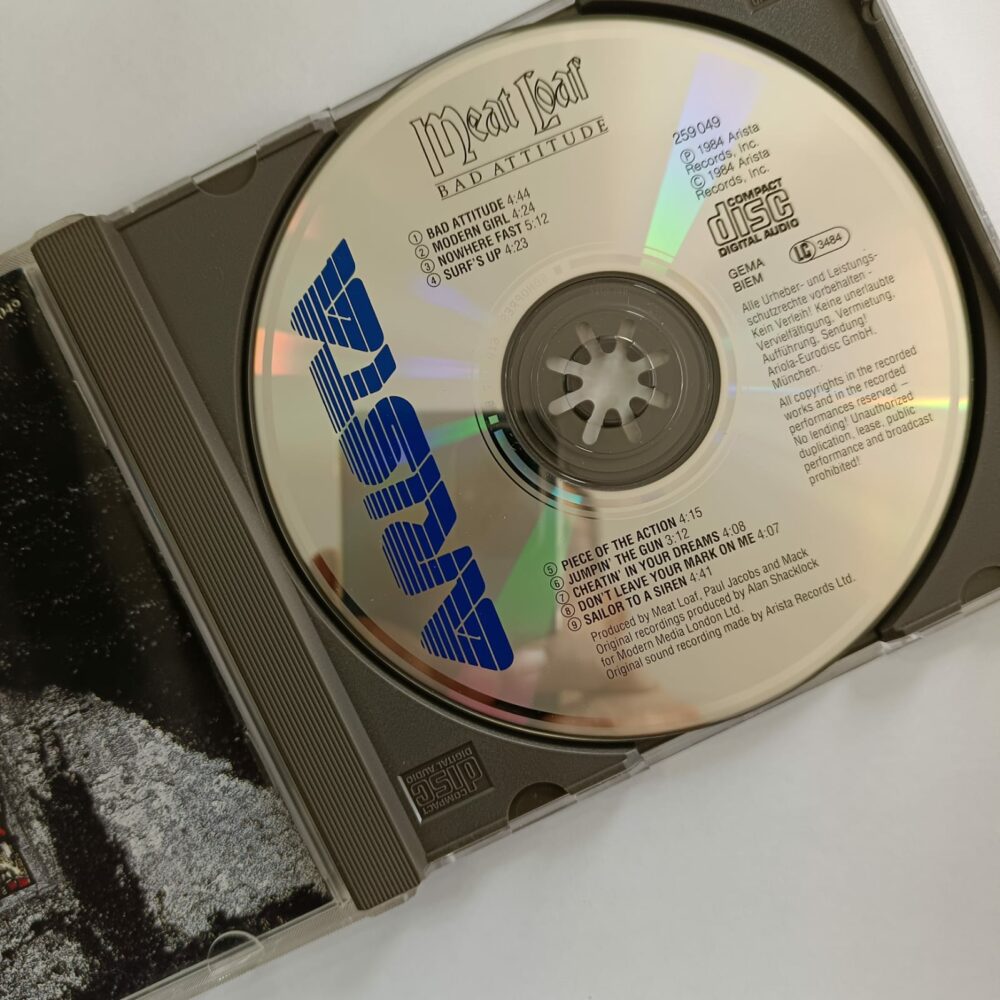 Meat Loaf
BAD ATTITUDE
1 BAD ATTITUDE 4:44
2 MODERN GIRL 4:24
3 NOWHERE FAST 5:12
4 SURF'S UP 4:23
259 049
Ⓟ 1984 Arista
Records, Inc.
© 1984 Arista
Records, Inc.
COMPACT
disc
DIGITAL AUDIO
GEMA
BIEM
LC 3484
Alle Urheber- und Leistungs-
schutzrechte vorbehalten -
Kein Verleih! Keine unerlaubte
Vervielfältigung, Vermietung,
Aufführung, Sendung!
Ariola-Eurodisc GmbH.
München.
All copyrights in the recorded
works and in the recorded
performances reserved –
No lending! Unauthorized
duplication, lease, public
performance and broadcast
prohibited!
ARISTA
5 PIECE OF THE ACTION 4:15
6 JUMPIN' THE GUN 3:12
7 CHEATIN' IN YOUR DREAMS 4:08
8 DON'T LEAVE YOUR MARK ON ME 4:07
9 SAILOR TO A SIREN 4:41
Produced by Meat Loaf, Paul Jacobs and Mack
Original recordings produced by Alan Shacklock
for Modern Media London Ltd.
Original sound recording made by Arista Records Ltd.
COMPACT
disc
DIGITAL AUDIO